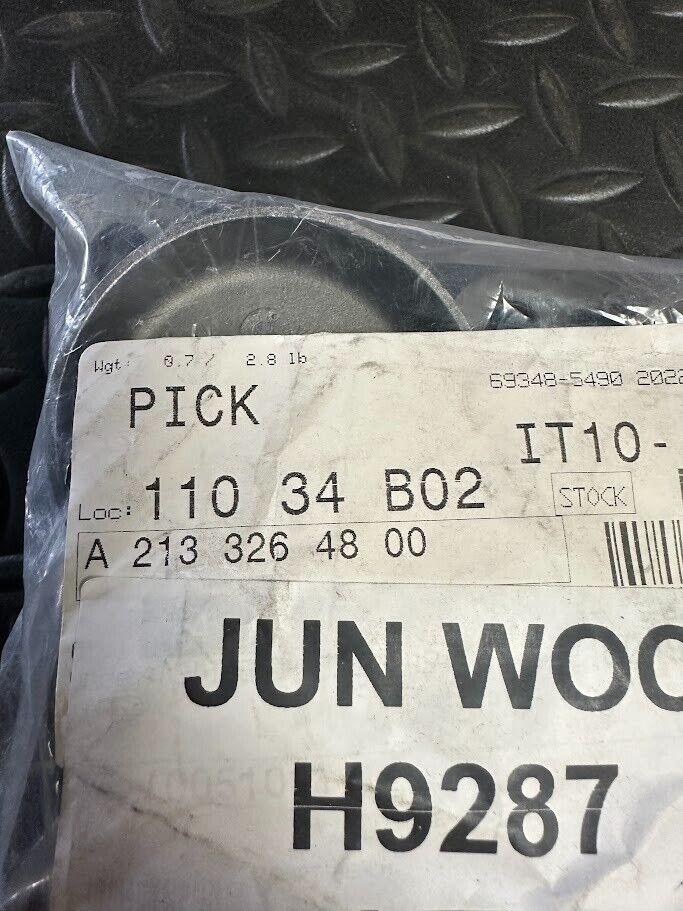 Wgt: 0.7 / 2.8 lb
69348-5490 2022
PICK
IT10-
Loc: 110 34 B02
STOCK
A 213 326 48 00
JUN WOO
H9287